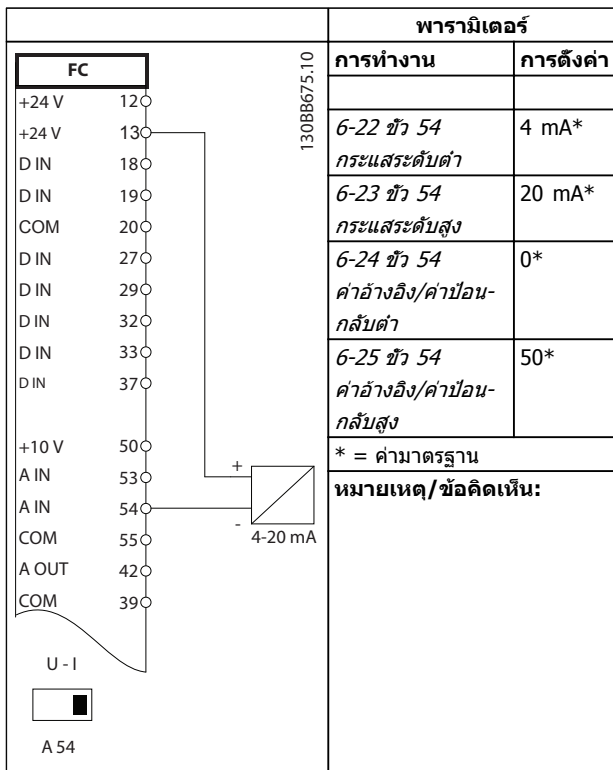 พารามิเตอร์
FC
130BB675.10
การทำงาน การตั้งค่า
+24 V 12
+24 V 13
D IN 18
D IN 19
COM 20
D IN 27
D IN 29
D IN 32
D IN 33
D IN 37
+10 V 50
A IN 53
A IN 54
COM 55
A OUT 42
COM 39
+
-
4-20 mA
U - I
A 54
6-22 ขั้ว 54 4 mA*
กระแสระดับต่ำ
6-23 ขั้ว 54 20 mA*
กระแสระดับสูง
6-24 ขั้ว 54 0*
ค่าอ้างอิง/ค่าป้อน-
กลับต่ำ
6-25 ขั้ว 54 50*
ค่าอ้างอิง/ค่าป้อน-
กลับสูง
* = ค่ามาตรฐาน
หมายเหตุ/ข้อคิดเห็น: